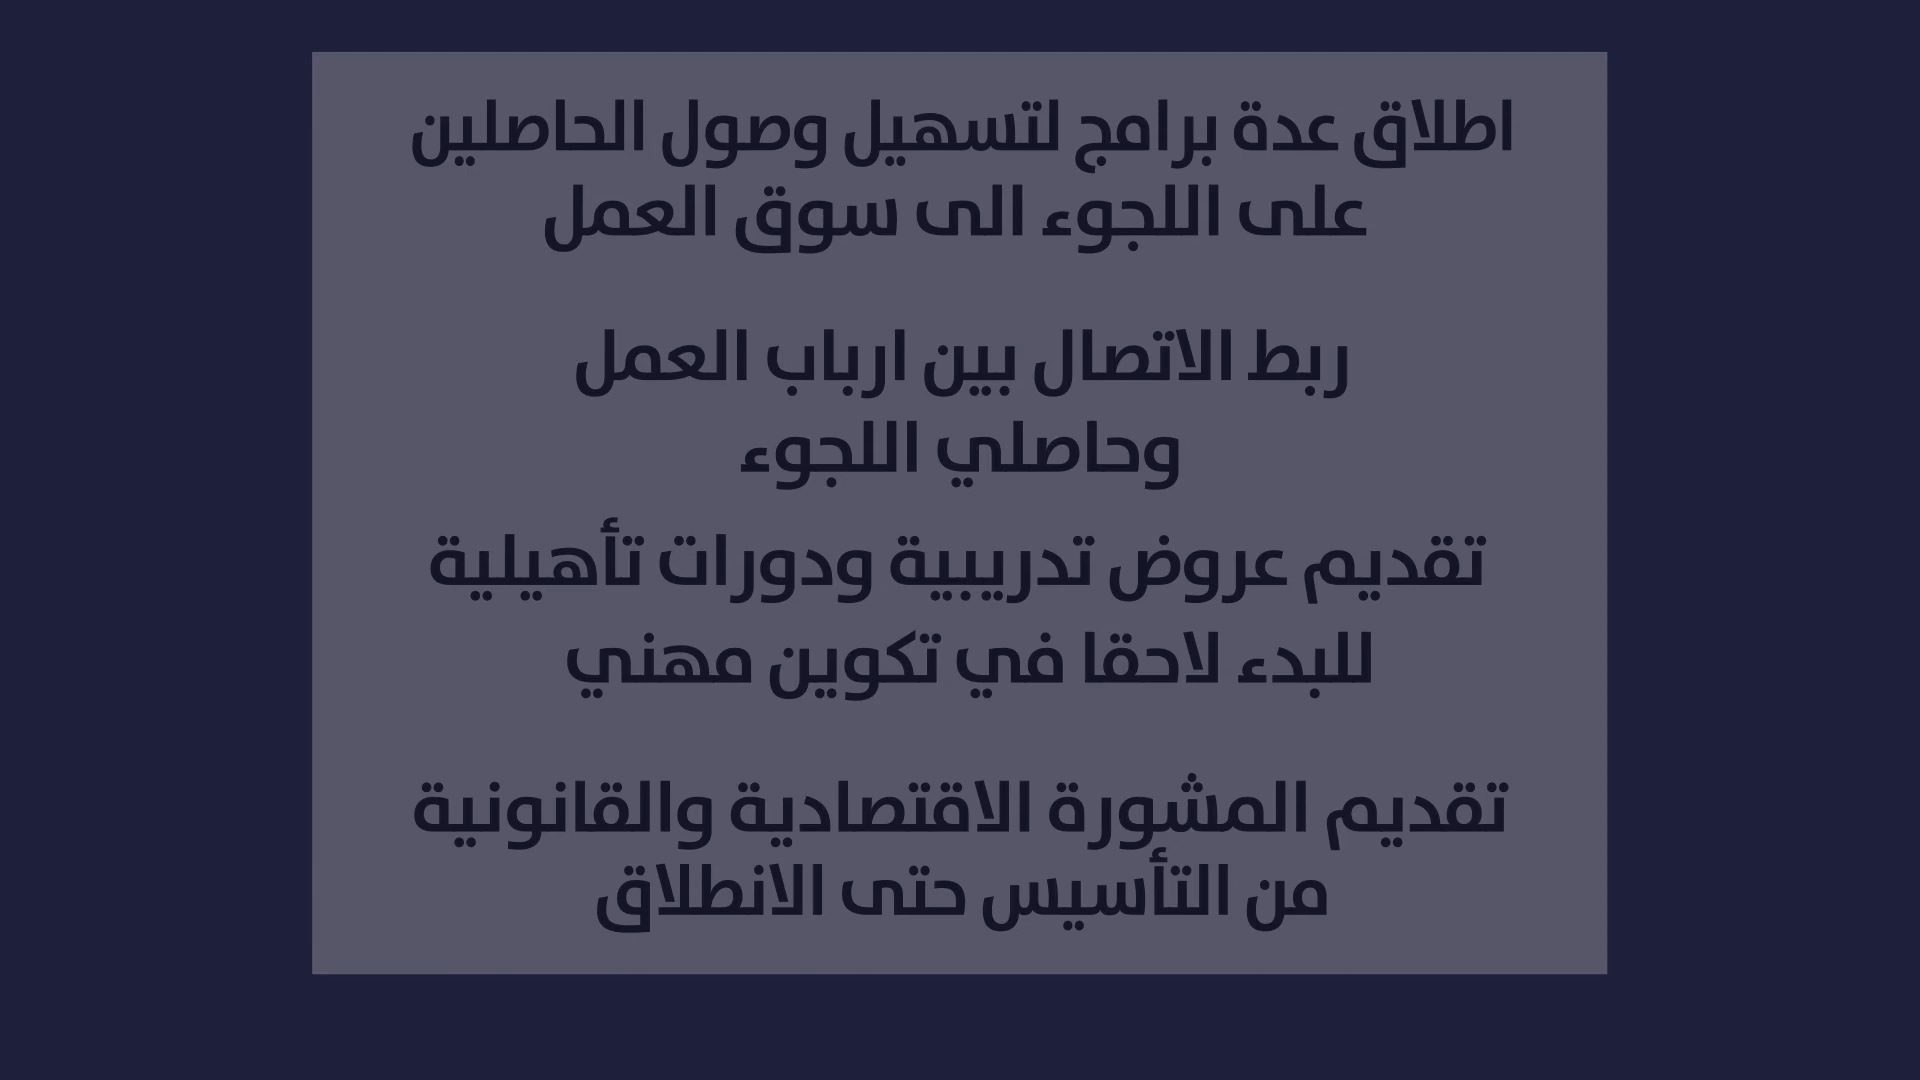 اطلاق عدة برامج لتسهيل وصول الحاصلين
على اللجوء الى سوق العمل
ربط الاتصال بين ارباب العمل
وحاصلي اللجوء
تقديم عروض تدريبية ودورات تأهيلية
للبدء لاحقا في تكوين مهني
تقديم المشورة الاقتصادية والقانونية
من التأسيس حتى الانطلاق